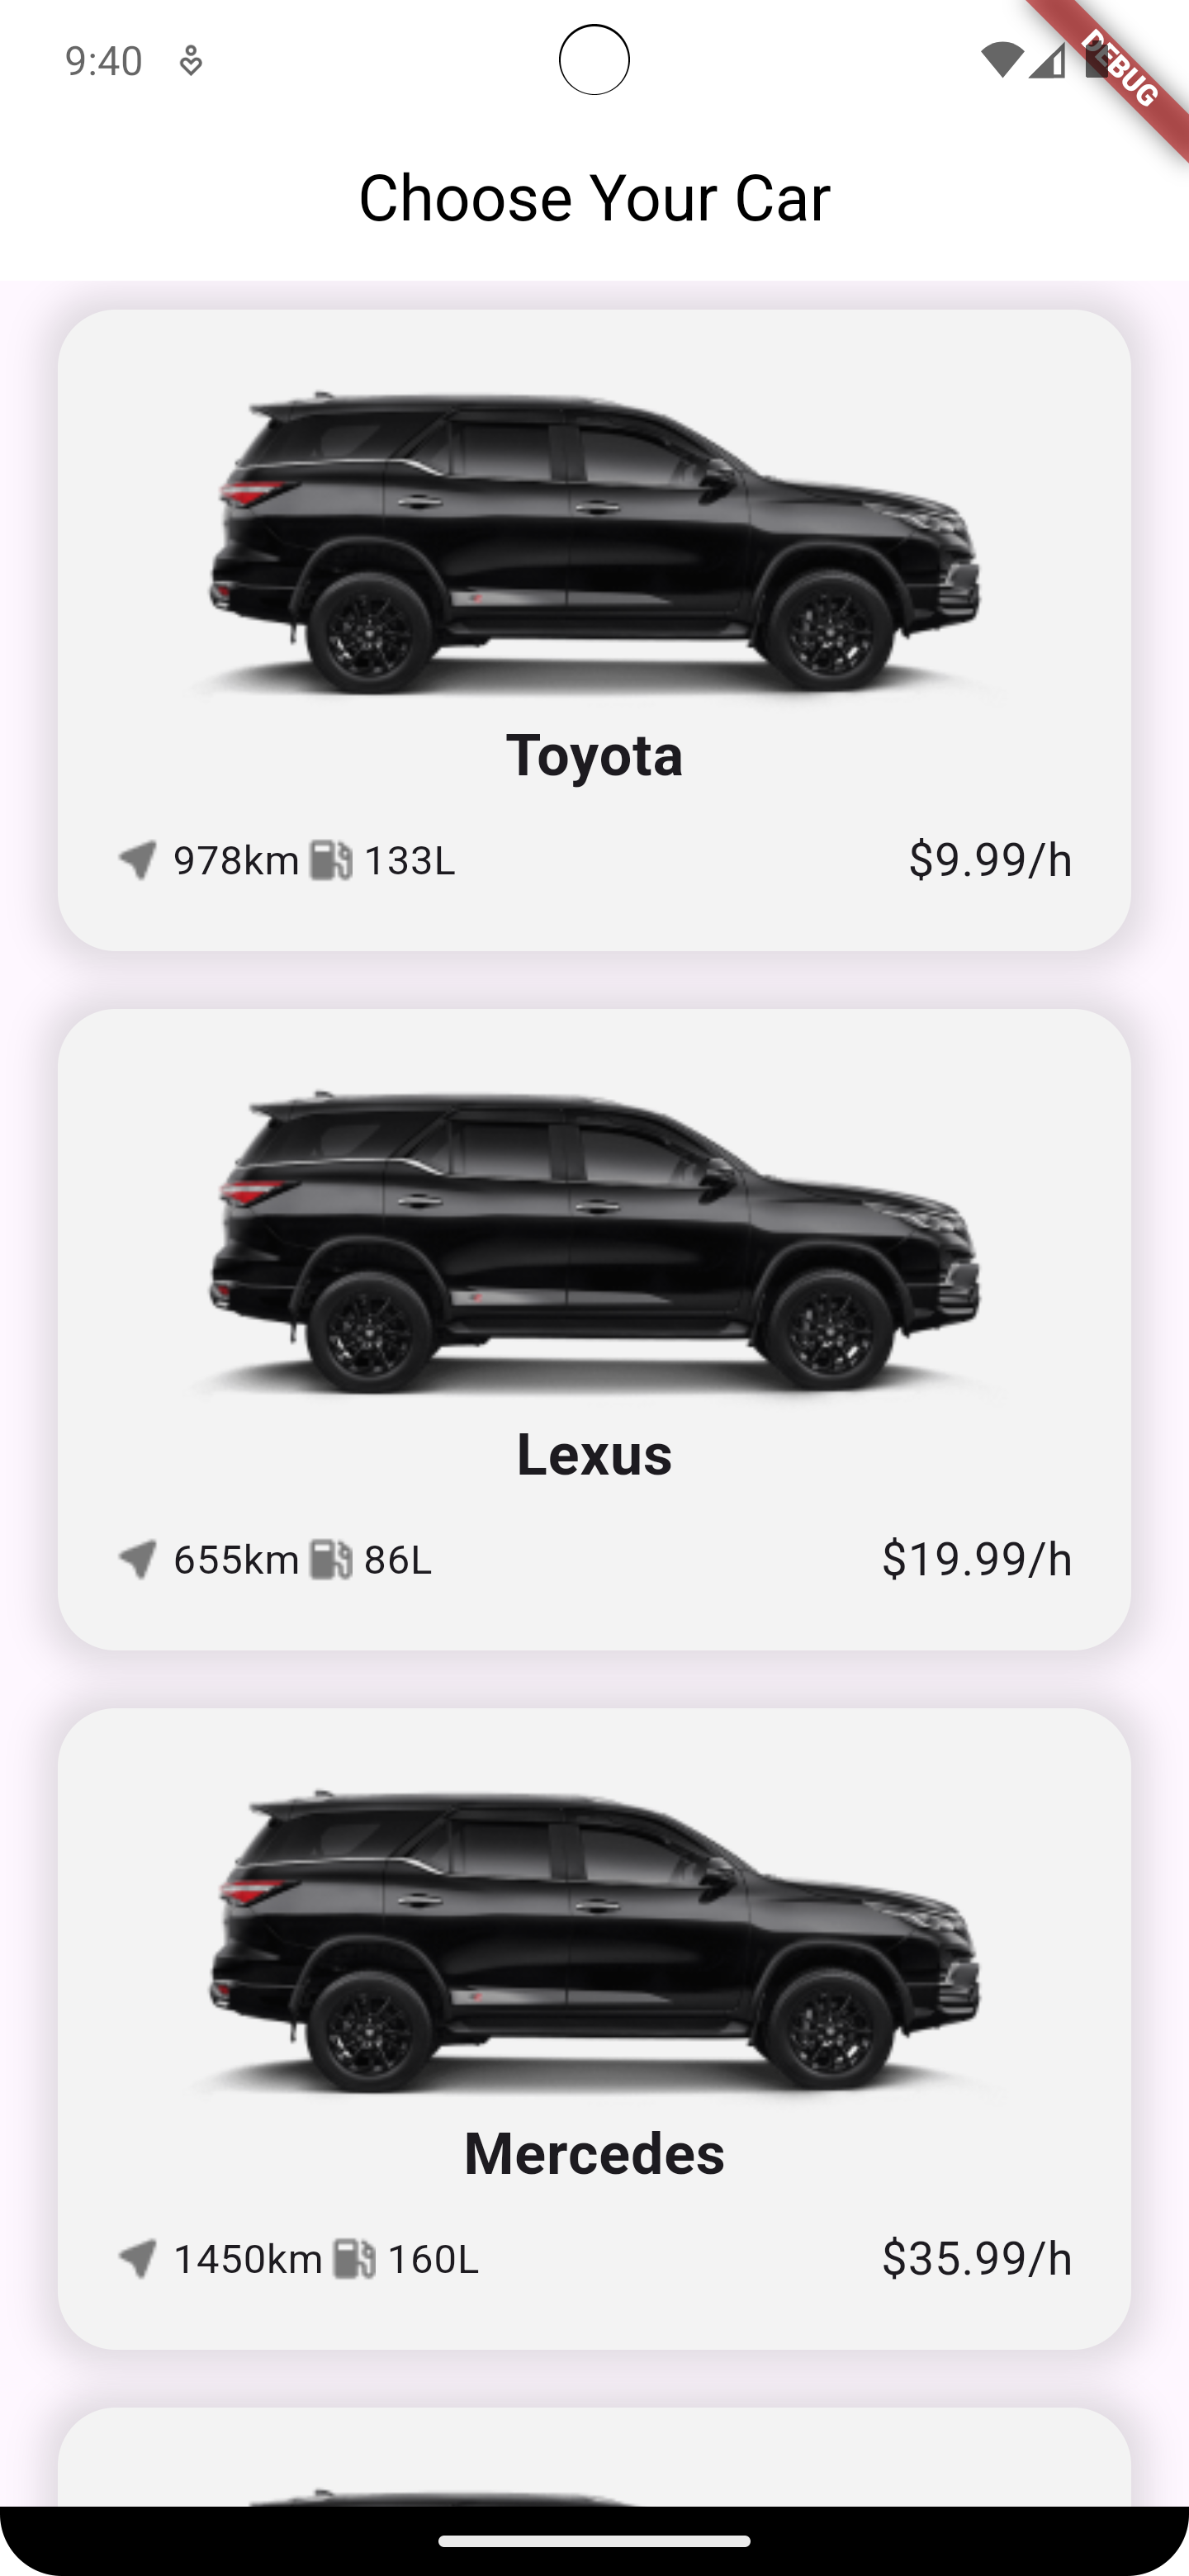 9:40
DEBUG
Choose Your Car
Toyota
978km 133L $9.99/h
Lexus
655km 86L $19.99/h
Mercedes
1450km 160L $35.99/h